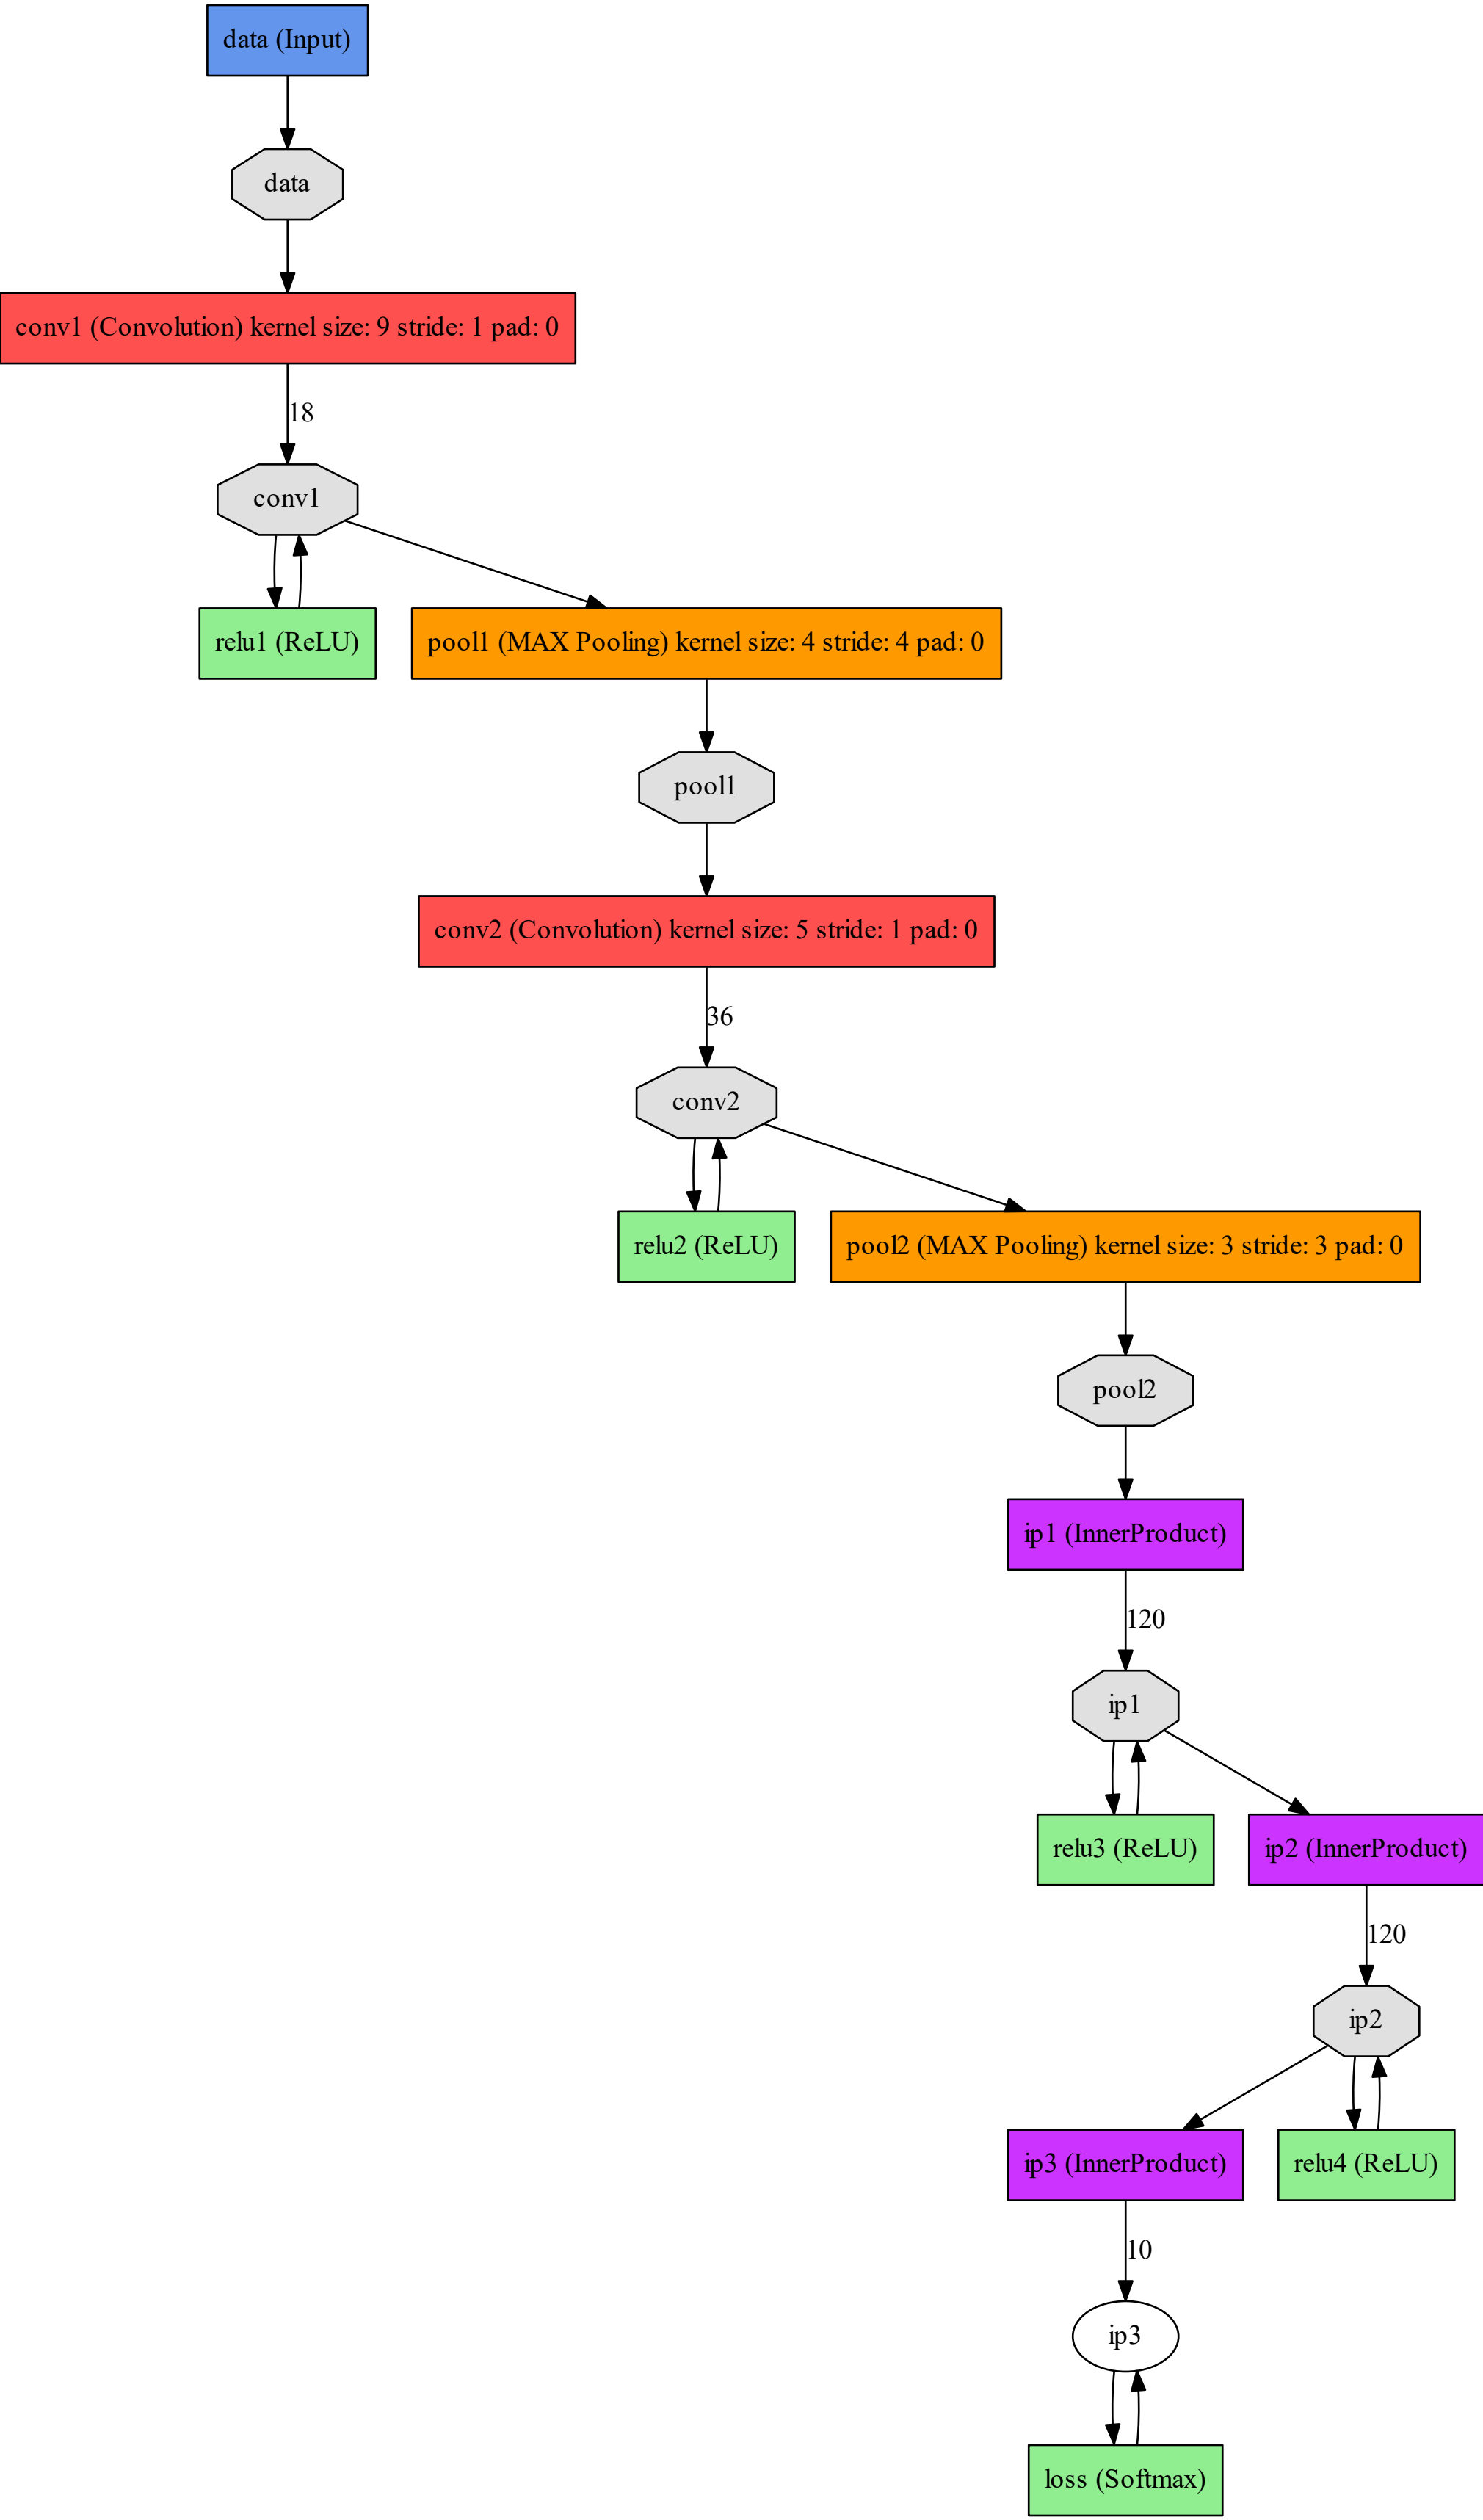 data (Input)
data
conv1 (Convolution) kernel size: 9 stride: 1 pad: 0
18
conv1
relu1 (ReLU)
pool1 (MAX Pooling) kernel size: 4 stride: 4 pad: 0
pool1
conv2 (Convolution) kernel size: 5 stride: 1 pad: 0
36
conv2
relu2 (ReLU)
pool2 (MAX Pooling) kernel size: 3 stride: 3 pad: 0
pool2
ip1 (InnerProduct)
120
ip1
relu3 (ReLU)
ip2 (InnerProduct)
120
ip2
ip3 (InnerProduct)
relu4 (ReLU)
10
ip3
loss (Softmax)